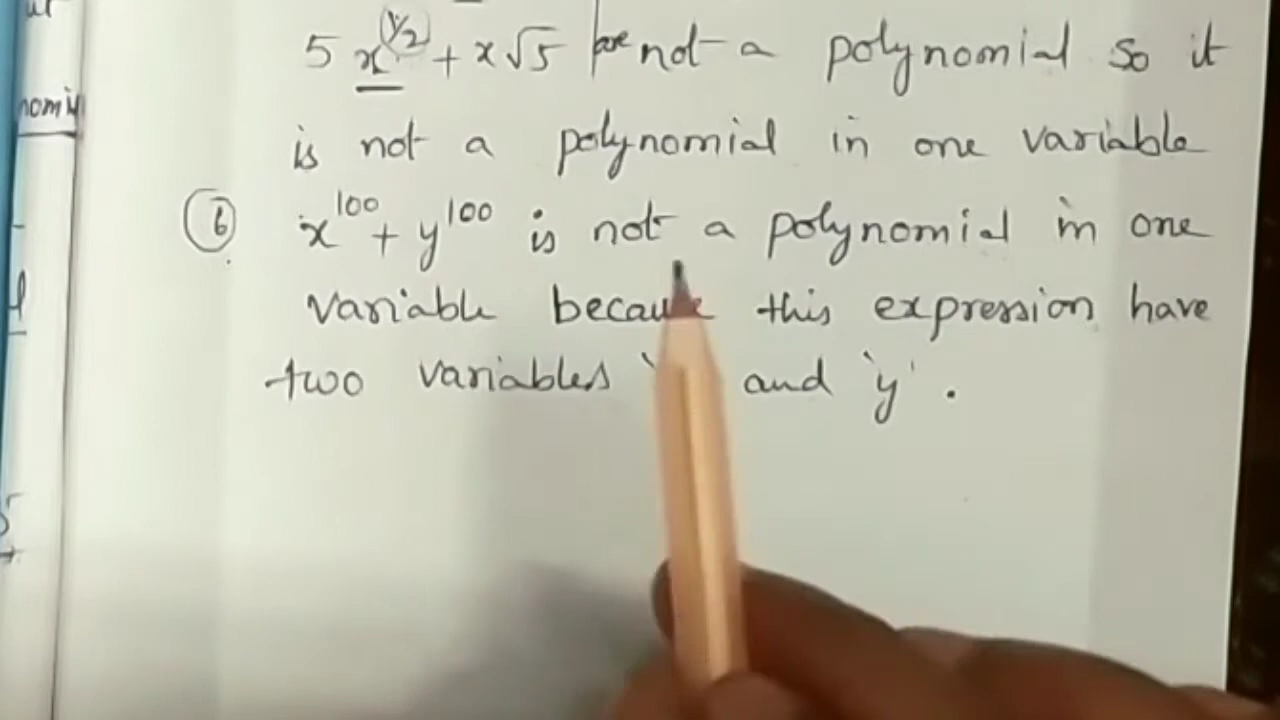 5 x^(1/2) + x√5 are not a polynomial so it
is not a polynomial in one variable
⑥ x^100 + y^100 is not a polynomial in one
variable because this expression have
two variables ' and 'y'.